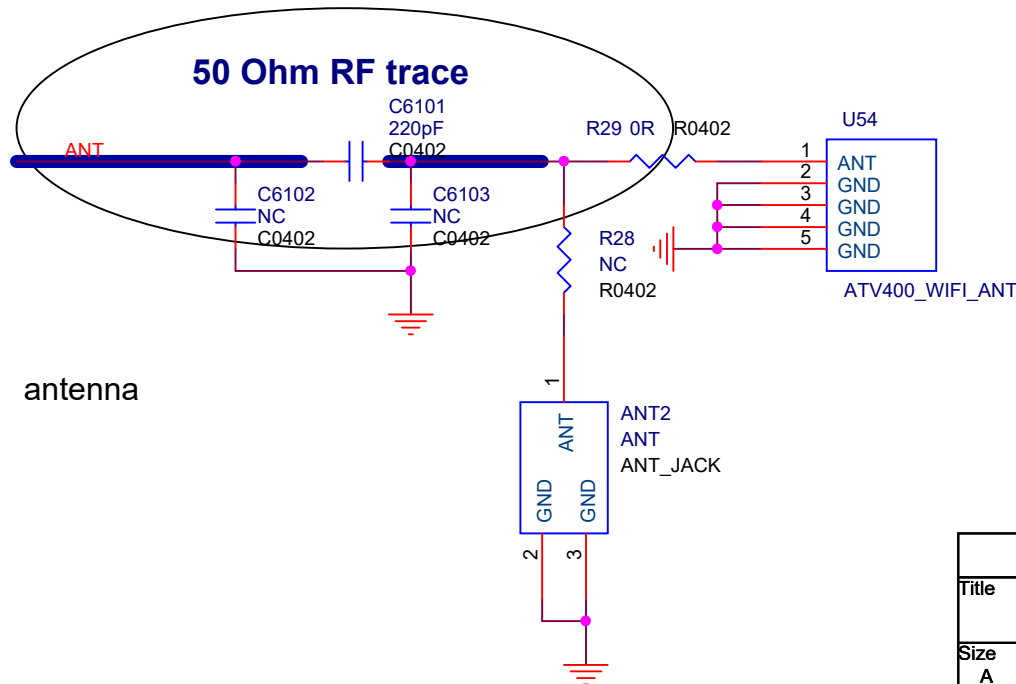 50 Ohm RF trace
C6101
220pF
C0402
ANT
C6102
NC
C0402
C6103
NC
C0402
R29 0R R0402
R28
NC
R0402
U54
1 ANT
2 GND
3 GND
4 GND
5 GND
ATV400_WIFI_ANT
antenna
1
ANT
GND
GND
2
3
ANT2
ANT
ANT_JACK
Title
Size
A